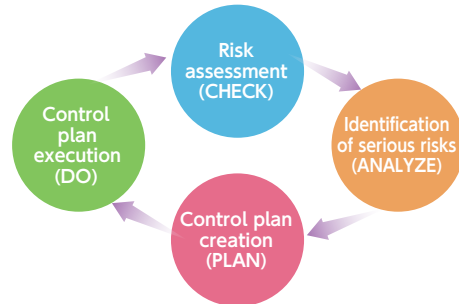 Risk
assessment
(CHECK)
Identification
of serious risks
(ANALYZE)
Control plan
creation
(PLAN)
Control
plan
execution
(DO)